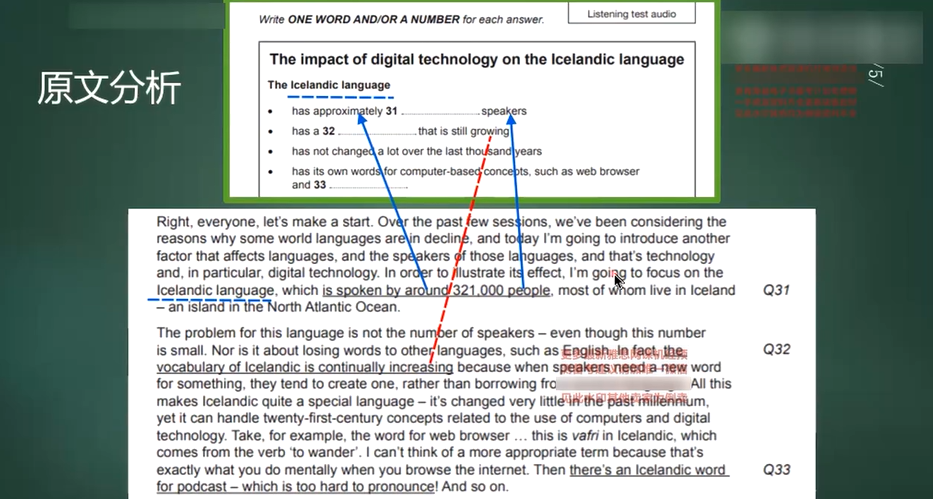 Write ONE WORD AND/OR A NUMBER for each answer.
Listening test audio
The impact of digital technology on the Icelandic language
The Icelandic language
• has approximately 31 .......................... speakers
• has a 32 .......................... that is still growing
• has not changed a lot over the last thousand years
• has its own words for computer-based concepts, such as web browser
and 33 ..........................
原文分析
/5/
Right, everyone, let's make a start. Over the past few sessions, we've been considering the
reasons why some world languages are in decline, and today I'm going to introduce another
factor that affects languages, and the speakers of those languages, and that's technology
and, in particular, digital technology. In order to illustrate its effect, I'm going to focus on the
Icelandic language, which is spoken by around 321,000 people, most of whom live in Iceland Q31
– an island in the North Atlantic Ocean.
The problem for this language is not the number of speakers – even though this number
is small. Nor is it about losing words to other languages, such as English. In fact, the Q32
vocabulary of Icelandic is continually increasing because when speakers need a new word
for something, they tend to create one, rather than borrowing All this
makes Icelandic quite a special language – it's changed very little in the past millennium,
yet it can handle twenty-first-century concepts related to the use of computers and digital
technology. Take, for example, the word for web browser … this is vafri in Icelandic, which
comes from the verb 'to wander'. I can't think of a more appropriate term because that's
exactly what you do mentally when you browse the internet. Then there's an Icelandic word Q33
for podcast – which is too hard to pronounce! And so on.